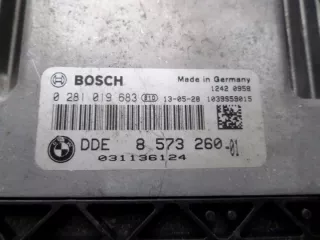 BOSCH Made in Germany
1242 0958
0 281 019 683 13-05-28 1039S58015
DDE 8 573 260-01
031136124